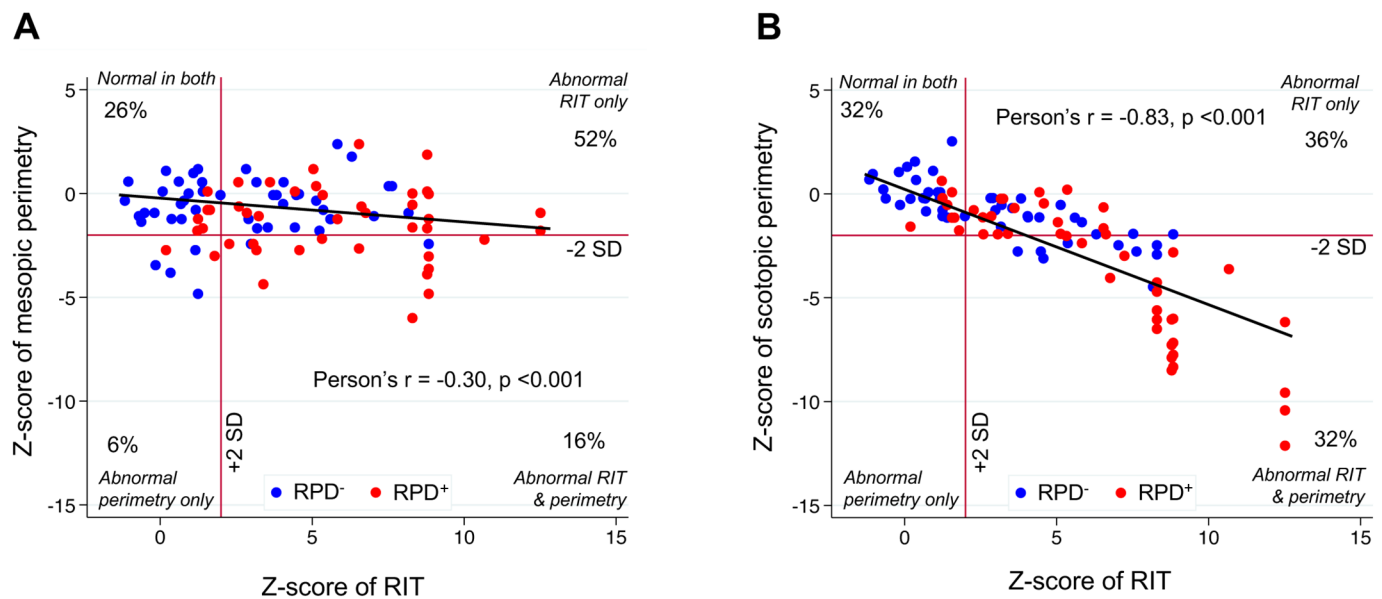 A
Normal in both
26%
Abnormal
RIT only
52%
5
0
-5
-10
-15
Z-score of mesopic perimetry
-2 SD
Person's r = -0.30, p <0.001
+2 SD
6%
Abnormal
perimetry only
16%
Abnormal RIT
& perimetry
RPD- RPD+
0 5 10 15
Z-score of RIT
B
Normal in both
32%
Person's r = -0.83, p <0.001
Abnormal
RIT only
36%
5
0
-5
-10
-15
Z-score of scotopic perimetry
-2 SD
+2 SD
Abnormal
perimetry only
32%
Abnormal RIT
& perimetry
RPD- RPD+
0 5 10 15
Z-score of RIT